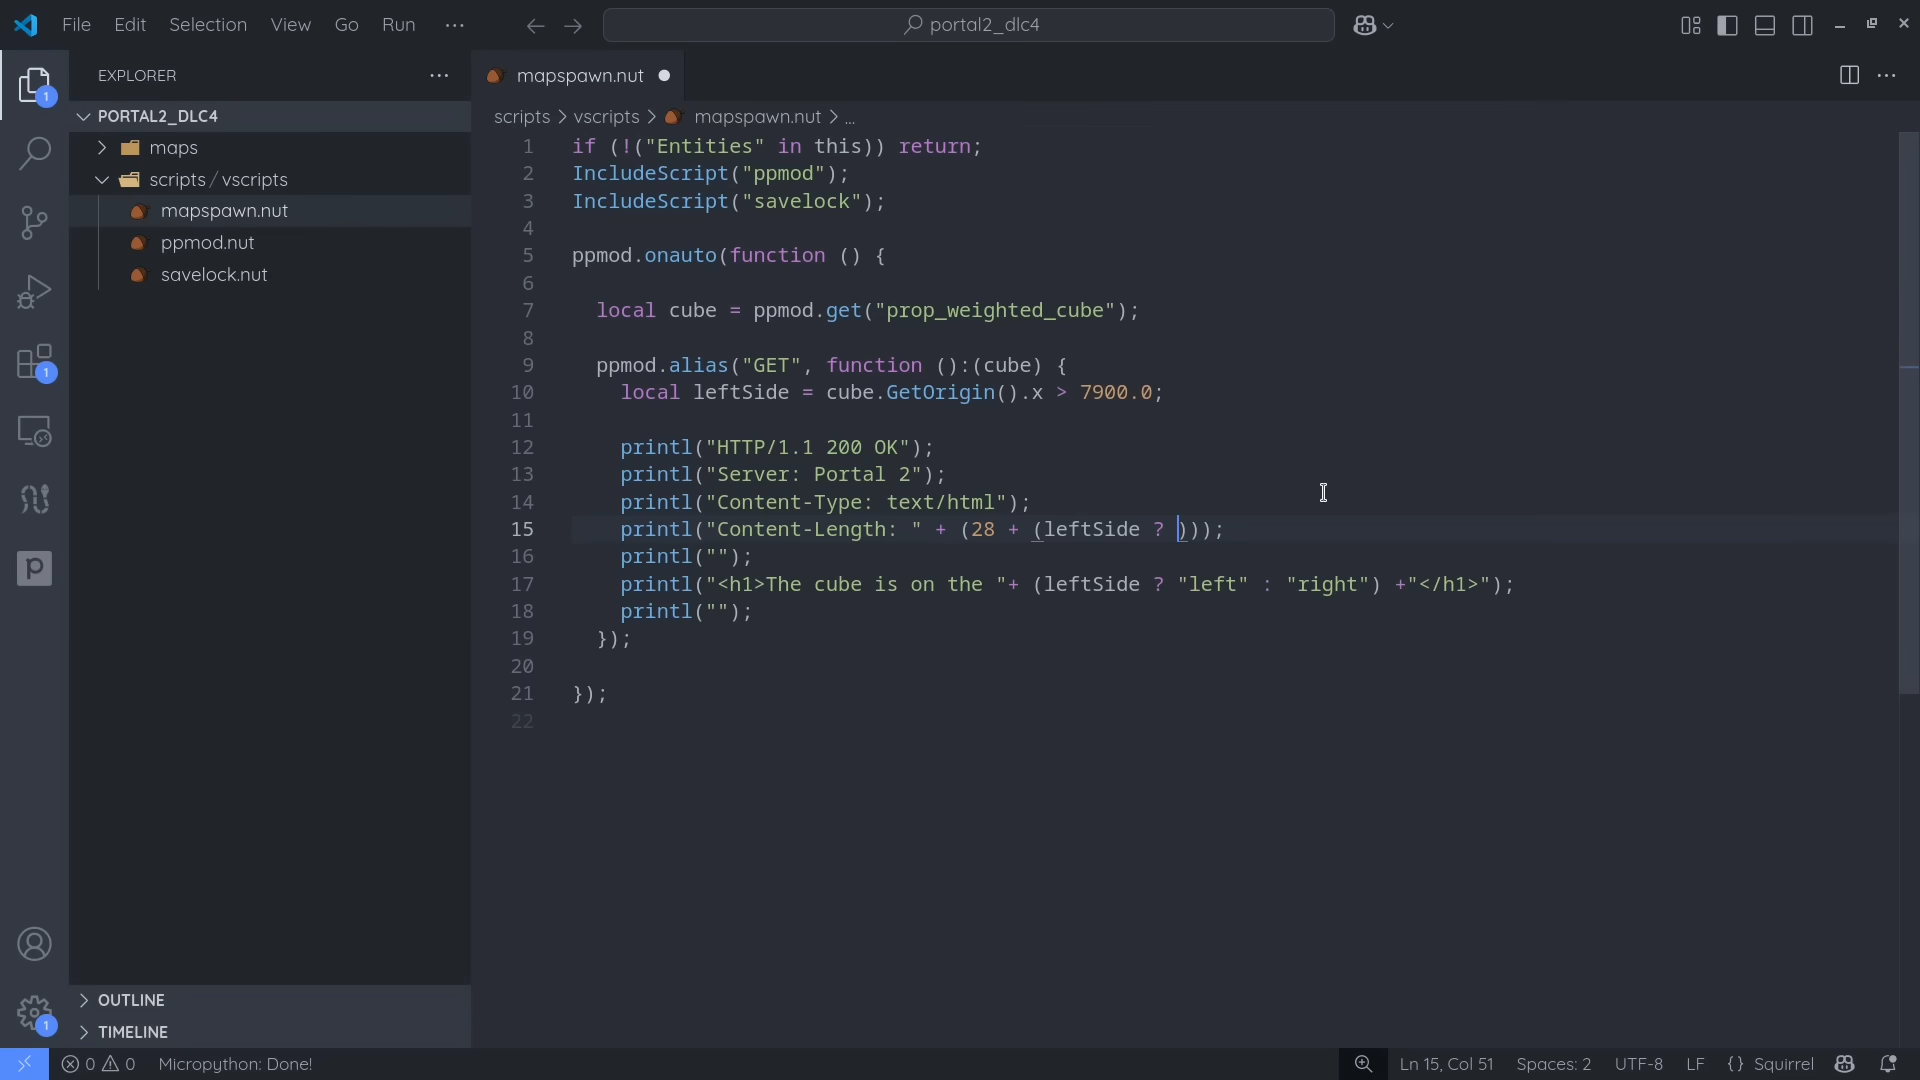 File Edit Selection View Go Run ···
portal2_dlc4
EXPLORER ···
1
PORTAL2_DLC4
maps
scripts / vscripts
mapspawn.nut
ppmod.nut
savelock.nut
1
OUTLINE
TIMELINE
1
mapspawn.nut
scripts > vscripts > mapspawn.nut > ...
1 if (!("Entities" in this)) return;
2 IncludeScript("ppmod");
3 IncludeScript("savelock");
4
5 ppmod.onauto(function () {
6
7 local cube = ppmod.get("prop_weighted_cube");
8
9 ppmod.alias("GET", function ():(cube) {
10 local leftSide = cube.GetOrigin().x > 7900.0;
11
12 printl("HTTP/1.1 200 OK");
13 printl("Server: Portal 2");
14 printl("Content-Type: text/html");
15 printl("Content-Length: " + (28 + (leftSide ? )));
16 printl("");
17 printl("<h1>The cube is on the "+ (leftSide ? "left" : "right") +"</h1>");
18 printl("");
19 });
20
21 });
22
0 0 Micropython: Done! Ln 15, Col 51 Spaces: 2 UTF-8 LF {} Squirrel